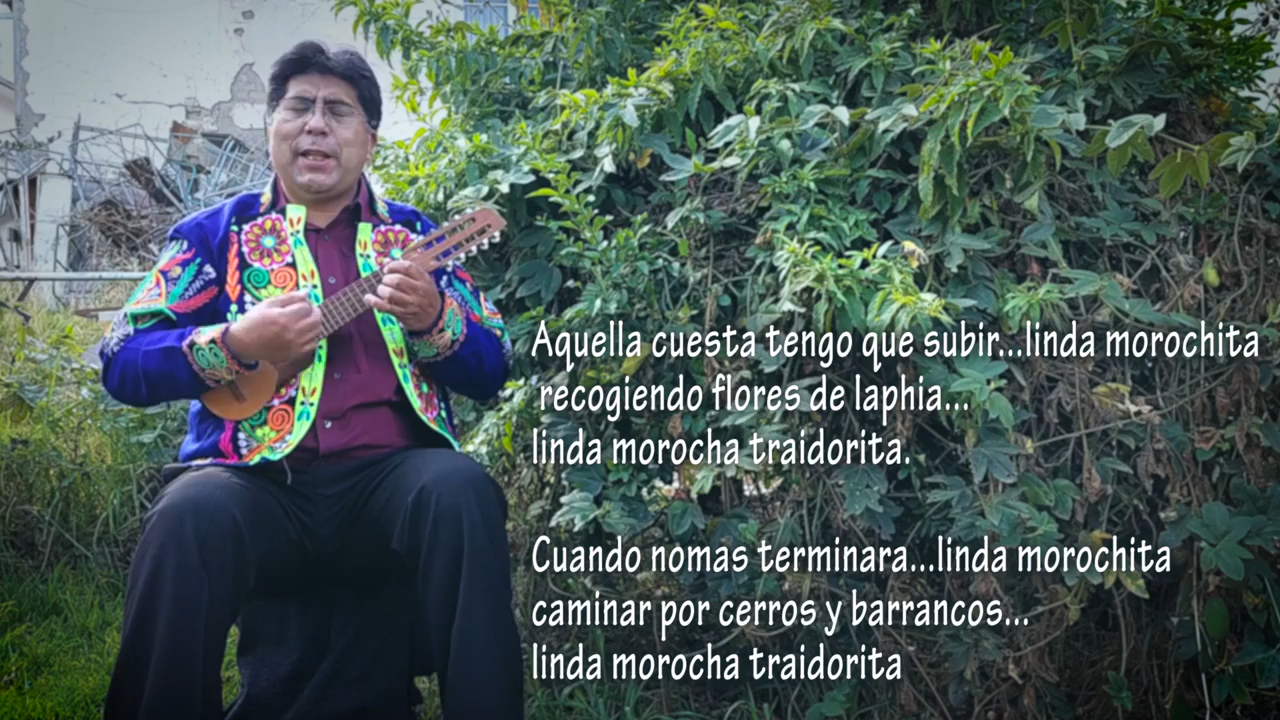 Aquella cuesta tengo que subir...linda morochita
recogiendo flores de laphia...
linda morocha traidorita.
Cuando nomas terminara...linda morochita
caminar por cerros y barrancos...
linda morocha traidorita